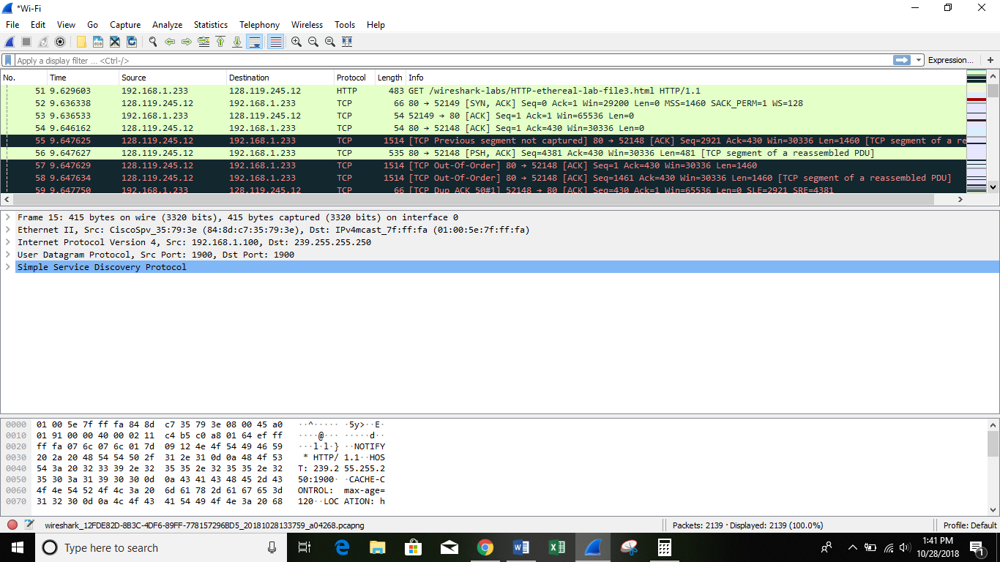 *Wi-Fi
File Edit View Go Capture Analyze Statistics Telephony Wireless Tools Help
Apply a display filter ... <Ctrl-/> Expression... +
No. Time Source Destination Protocol Length Info
51 9.629603 192.168.1.233 128.119.245.12 HTTP 483 GET /wireshark-labs/HTTP-ethereal-lab-file3.html HTTP/1.1
52 9.636338 128.119.245.12 192.168.1.233 TCP 66 80 → 52149 [SYN, ACK] Seq=0 Ack=1 Win=29200 Len=0 MSS=1460 SACK_PERM=1 WS=128
53 9.636533 192.168.1.233 128.119.245.12 TCP 54 52149 → 80 [ACK] Seq=1 Ack=1 Win=65536 Len=0
54 9.646162 128.119.245.12 192.168.1.233 TCP 54 80 → 52148 [ACK] Seq=1 Ack=430 Win=30336 Len=0
55 9.647625 128.119.245.12 192.168.1.233 TCP 1514 [TCP Previous segment not captured] 80 → 52148 [ACK] Seq=2921 Ack=430 Win=30336 Len=1460 [TCP segment of a re
56 9.647627 128.119.245.12 192.168.1.233 TCP 535 80 → 52148 [PSH, ACK] Seq=4381 Ack=430 Win=30336 Len=481 [TCP segment of a reassembled PDU]
57 9.647629 128.119.245.12 192.168.1.233 TCP 1514 [TCP Out-Of-Order] 80 → 52148 [ACK] Seq=1 Ack=430 Win=30336 Len=1460
58 9.647634 128.119.245.12 192.168.1.233 TCP 1514 [TCP Out-Of-Order] 80 → 52148 [ACK] Seq=1461 Ack=430 Win=30336 Len=1460 [TCP segment of a reassembled PDU]
59 9.647750 192.168.1.233 128.119.245.12 TCP 66 [TCP Dup ACK 50#1] 52148 → 80 [ACK] Seq=430 Ack=1 Win=65536 Len=0 SLE=2921 SRE=4381
Frame 15: 415 bytes on wire (3320 bits), 415 bytes captured (3320 bits) on interface 0
Ethernet II, Src: CiscoSpv_35:79:3e (84:8d:c7:35:79:3e), Dst: IPv4mcast_7f:ff:fa (01:00:5e:7f:ff:fa)
Internet Protocol Version 4, Src: 192.168.1.100, Dst: 239.255.255.250
User Datagram Protocol, Src Port: 1900, Dst Port: 1900
Simple Service Discovery Protocol
0000 01 00 5e 7f ff fa 84 8d c7 35 79 3e 08 00 45 a0 ··^····· ·5y>··E·
0010 01 91 00 00 40 00 02 11 c4 b5 c0 a8 01 64 ef ff ····@··· ·····d··
0020 ff fa 07 6c 07 6c 01 7d 09 12 4e 4f 54 49 46 59 ···l·l·} ··NOTIFY
0030 20 2a 20 48 54 54 50 2f 31 2e 31 0d 0a 48 4f 53 * HTTP/ 1.1··HOS
0040 54 3a 20 32 33 39 2e 32 35 35 2e 32 35 35 2e 32 T: 239.2 55.255.2
0050 35 30 3a 31 39 30 30 0d 0a 43 41 43 48 45 2d 43 50:1900· ·CACHE-C
0060 4f 4e 54 52 4f 4c 3a 20 6d 61 78 2d 61 67 65 3d ONTROL: max-age=
0070 31 32 30 0d 0a 4c 4f 43 41 54 49 4f 4e 3a 20 68 120··LOC ATION: h
wireshark_12FDE82D-8B3C-4DF6-89FF-778157296BD5_20181028133759_a04268.pcapng Packets: 2139 · Displayed: 2139 (100.0%) Profile: Default
Type here to search 1:41 PM
10/28/2018 1